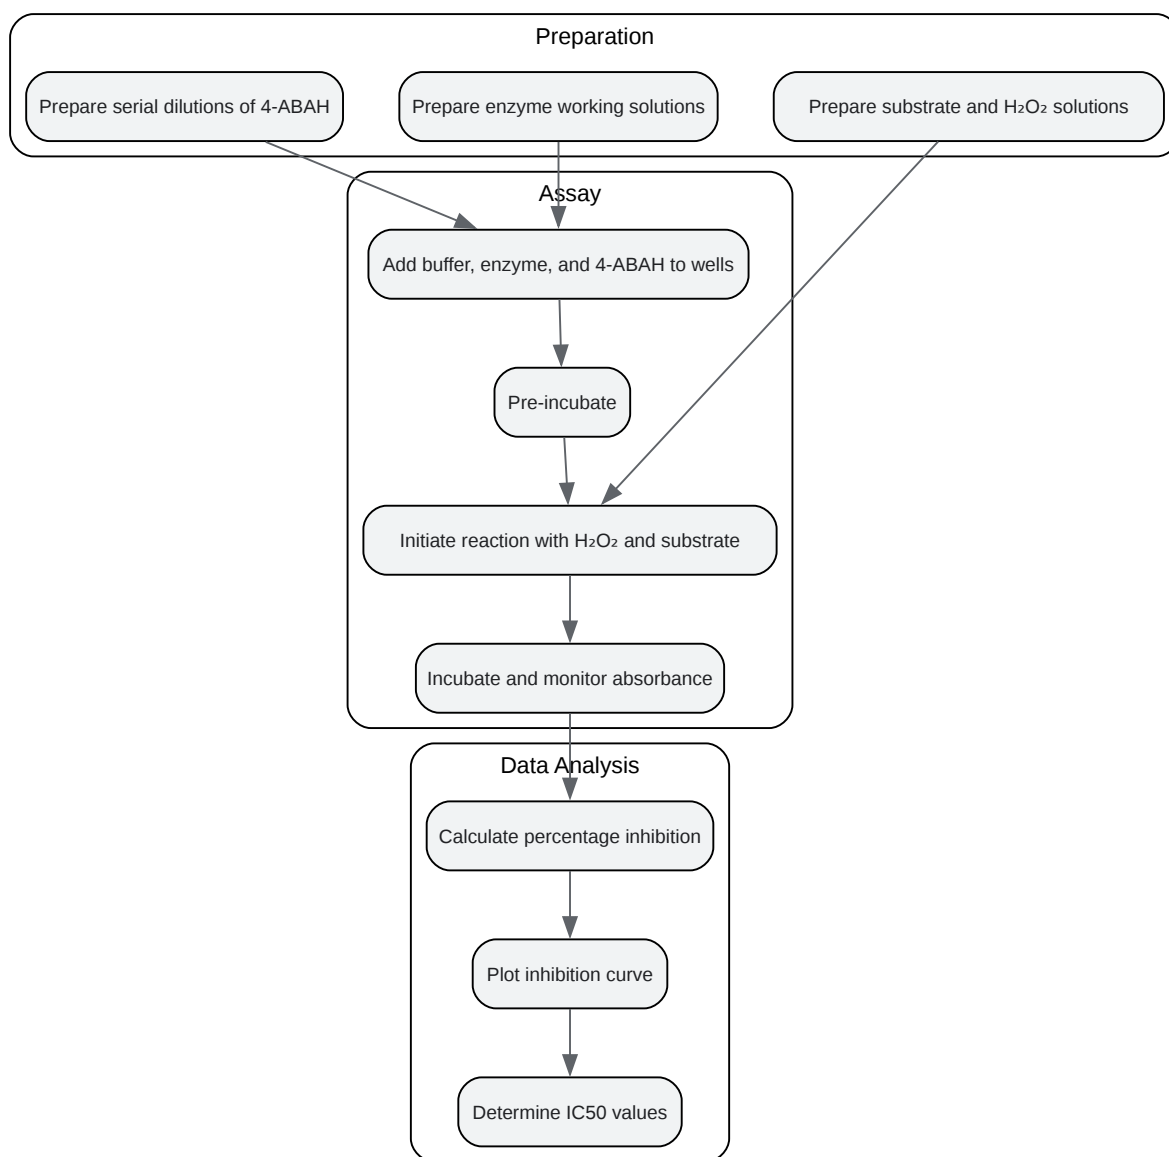 Preparation
Prepare serial dilutions of 4-ABAH
Prepare enzyme working solutions
Prepare substrate and H₂O₂ solutions
Assay
Add buffer, enzyme, and 4-ABAH to wells
Pre-incubate
Initiate reaction with H₂O₂ and substrate
Incubate and monitor absorbance
Data Analysis
Calculate percentage inhibition
Plot inhibition curve
Determine IC50 values